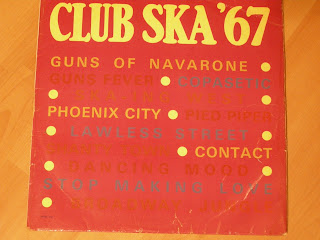 CLUB SKA '67
GUNS OF NAVARONE
GUNS FEVER • COPASETIC
PHOENIX CITY • PIED PIPER
LAWLESS STREET
• CONTACT
DANCING MOOD
STOP MAKING LOVE